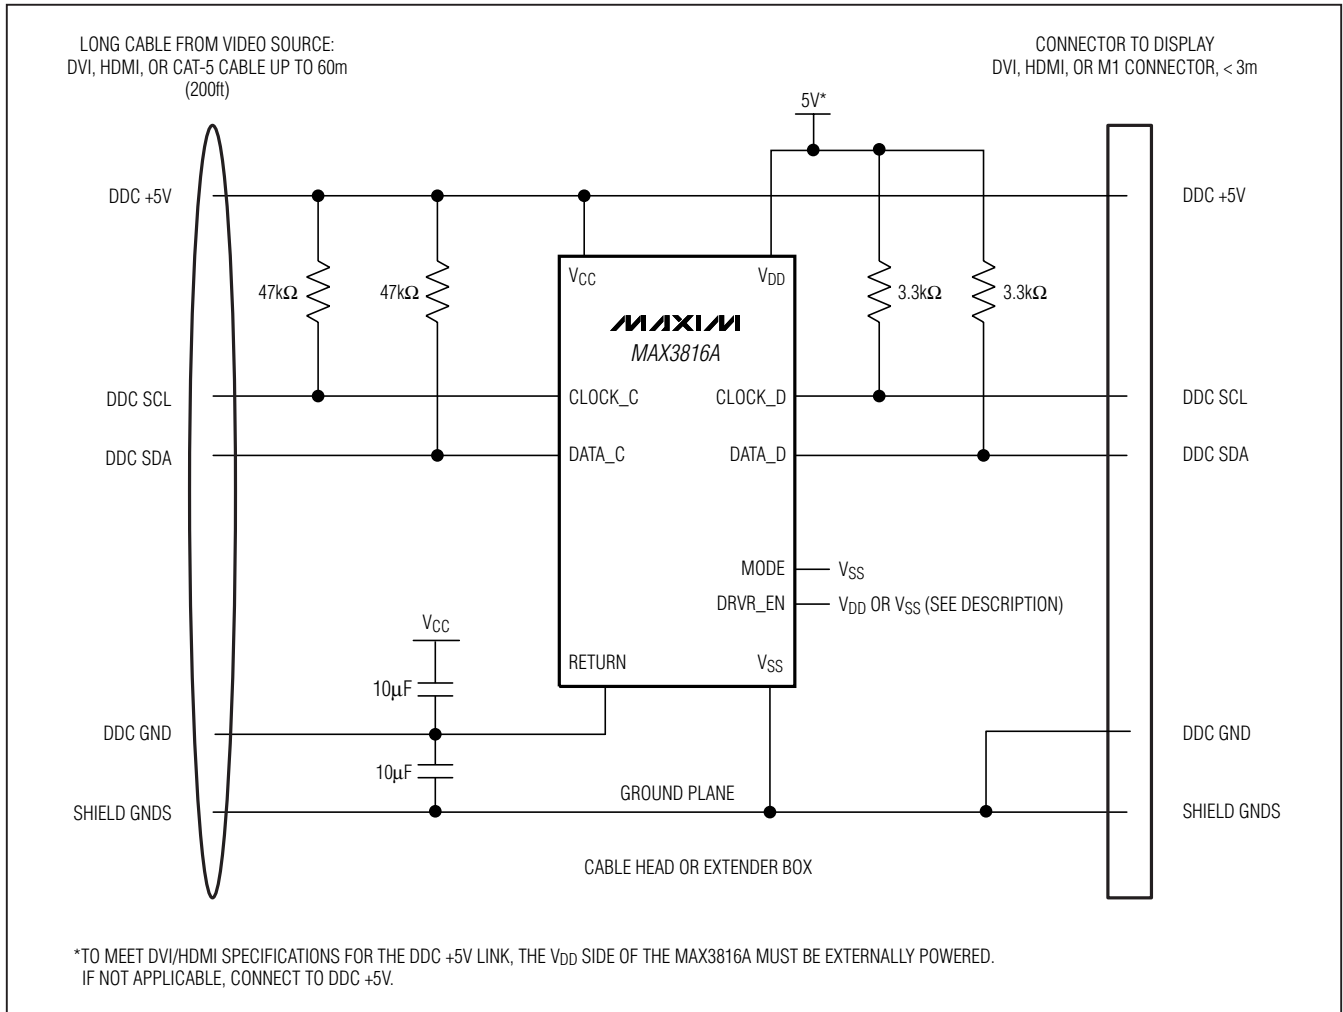 LONG CABLE FROM VIDEO SOURCE:
DVI, HDMI, OR CAT-5 CABLE UP TO 60m
(200ft)
CONNECTOR TO DISPLAY
DVI, HDMI, OR M1 CONNECTOR, < 3m
5V*
DDC +5V
DDC +5V
VCC
VDD
47kΩ
47kΩ
3.3kΩ
3.3kΩ
MAXIM
MAX3816A
DDC SCL
CLOCK_C
CLOCK_D
DDC SCL
DDC SDA
DATA_C
DATA_D
DDC SDA
MODE
VSS
DRVR_EN
VDD OR VSS (SEE DESCRIPTION)
VCC
RETURN
VSS
10µF
DDC GND
DDC GND
10µF
GROUND PLANE
SHIELD GNDS
SHIELD GNDS
CABLE HEAD OR EXTENDER BOX
*TO MEET DVI/HDMI SPECIFICATIONS FOR THE DDC +5V LINK, THE VDD SIDE OF THE MAX3816A MUST BE EXTERNALLY POWERED.
IF NOT APPLICABLE, CONNECT TO DDC +5V.